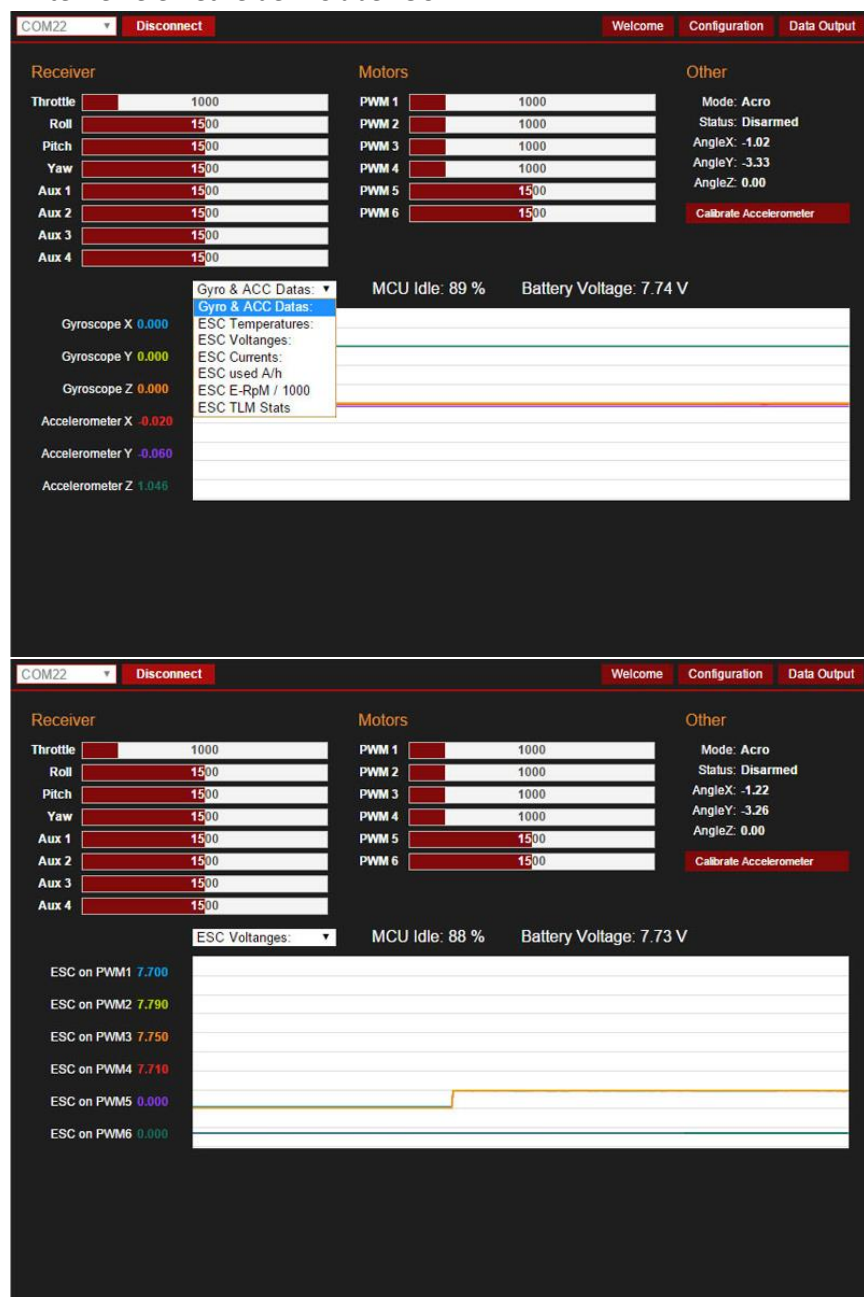 COM22 Disconnect Welcome Configuration Data Output
Receiver Motors Other
Throttle 1000 PWM 1 1000 Mode: Acro
Roll 1500 PWM 2 1000 Status: Disarmed
Pitch 1500 PWM 3 1000 AngleX: -1.02
Yaw 1500 PWM 4 1000 AngleY: -3.33
Aux 1 1500 PWM 5 1500 AngleZ: 0.00
Aux 2 1500 PWM 6 1500 Calibrate Accelerometer
Aux 3 1500
Aux 4 1500
Gyro & ACC Datas: MCU Idle: 89 % Battery Voltage: 7.74 V
Gyro & ACC Datas:
ESC Temperatures:
ESC Voltanges:
ESC Currents:
ESC used A/h
ESC E-RpM / 1000
ESC TLM Stats
Gyroscope X 0.000
Gyroscope Y 0.000
Gyroscope Z 0.000
Accelerometer X -0.020
Accelerometer Y -0.060
Accelerometer Z 1.046
COM22 Disconnect Welcome Configuration Data Output
Receiver Motors Other
Throttle 1000 PWM 1 1000 Mode: Acro
Roll 1500 PWM 2 1000 Status: Disarmed
Pitch 1500 PWM 3 1000 AngleX: -1.22
Yaw 1500 PWM 4 1000 AngleY: -3.26
Aux 1 1500 PWM 5 1500 AngleZ: 0.00
Aux 2 1500 PWM 6 1500 Calibrate Accelerometer
Aux 3 1500
Aux 4 1500
ESC Voltanges: MCU Idle: 88 % Battery Voltage: 7.73 V
ESC on PWM1 7.700
ESC on PWM2 7.790
ESC on PWM3 7.750
ESC on PWM4 7.710
ESC on PWM5 0.000
ESC on PWM6 0.000